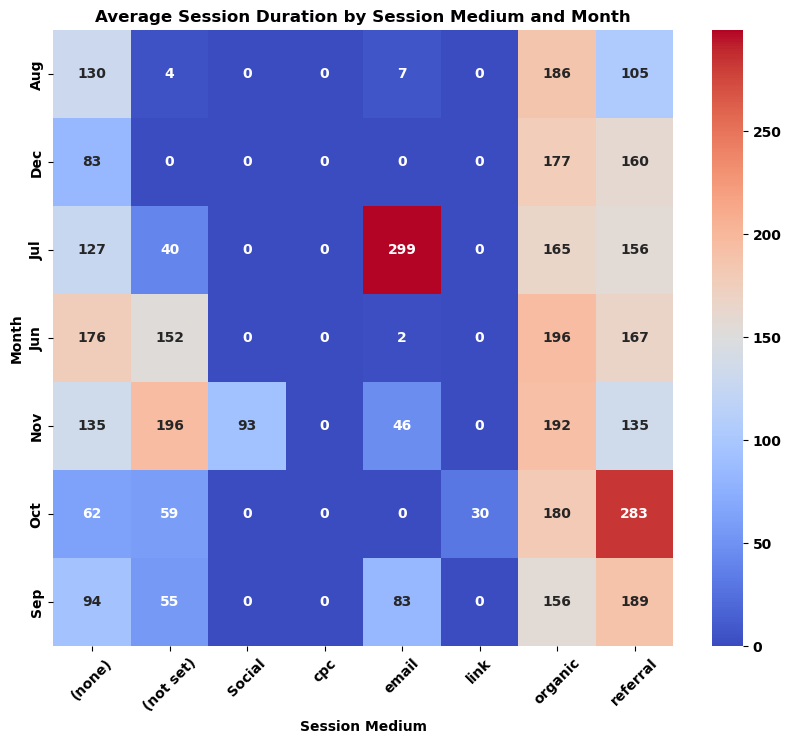 Average Session Duration by Session Medium and Month
Aug 130 4 0 0 7 0 186 105
Dec 83 0 0 0 0 0 177 160
Jul 127 40 0 0 299 0 165 156
Jun 176 152 0 0 2 0 196 167
Nov 135 196 93 0 46 0 192 135
Oct 62 59 0 0 0 30 180 283
Sep 94 55 0 0 83 0 156 189
Month
(none) (not set) Social cpc email link organic referral
Session Medium
250
200
150
100
50
0